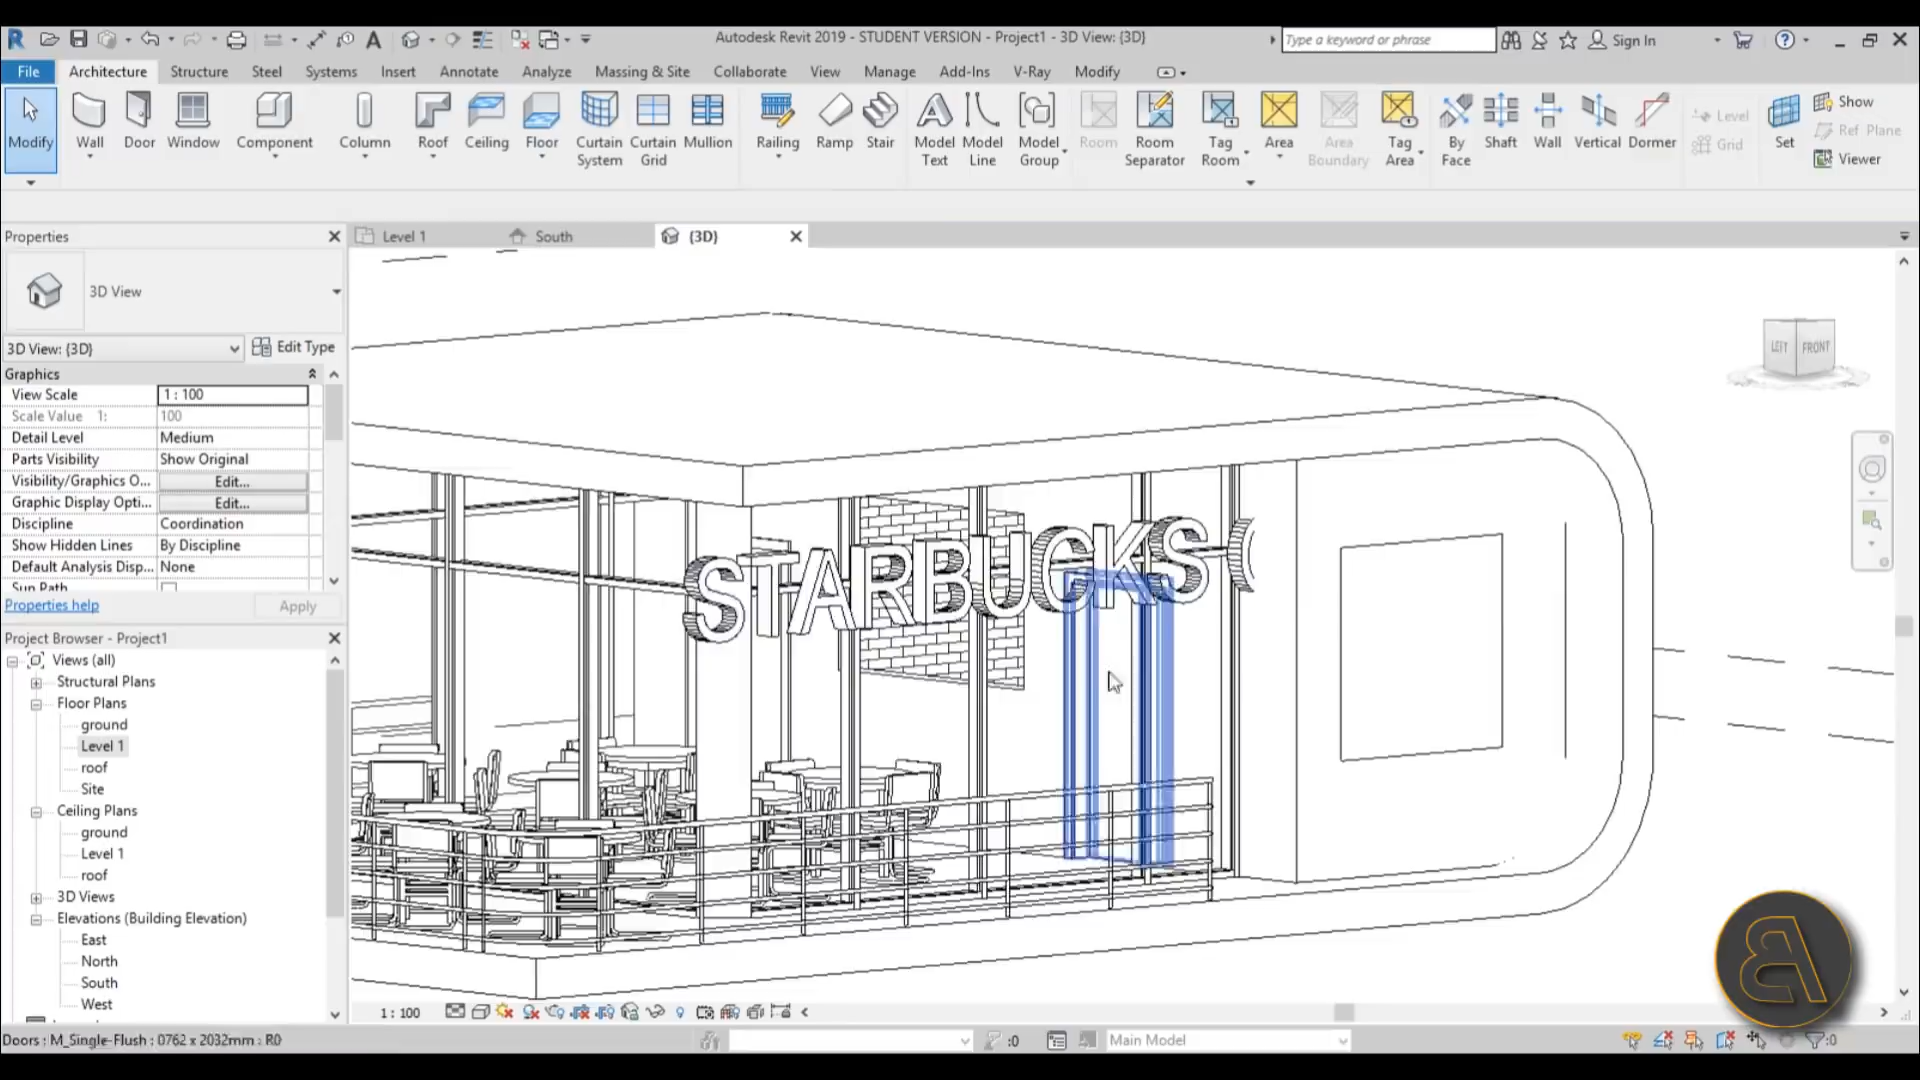 Autodesk Revit 2019 - STUDENT VERSION - Project1 - 3D View: {3D}
Type a keyword or phrase
Sign In
File Architecture Structure Steel Systems Insert Annotate Analyze Massing & Site Collaborate View Manage Add-Ins V-Ray Modify
Modify
Wall
Door
Window
Component
Column
Roof
Ceiling
Floor
Curtain System
Curtain Grid
Mullion
Railing
Ramp
Stair
Model Text
Model Line
Model Group
Room
Room Separator
Tag Room
Area
Area Boundary
Tag Area
By Face
Shaft
Wall
Vertical
Dormer
Level
Grid
Set
Show
Ref Plane
Viewer
Properties
Level 1
South
{3D}
3D View
3D View: {3D}
Edit Type
Graphics
View Scale 1 : 100
Scale Value 1: 100
Detail Level Medium
Parts Visibility Show Original
Visibility/Graphics O... Edit...
Graphic Display Opti... Edit...
Discipline Coordination
Show Hidden Lines By Discipline
Default Analysis Disp... None
Sun Path
Properties help
Apply
Project Browser - Project1
Views (all)
Structural Plans
Floor Plans
ground
Level 1
roof
Site
Ceiling Plans
ground
Level 1
roof
3D Views
Elevations (Building Elevation)
East
North
South
West
LEFT FRONT
STARBUCKS
1 : 100
Doors : M_Single-Flush : 0762 x 2032mm : R0
:0
Main Model
:0